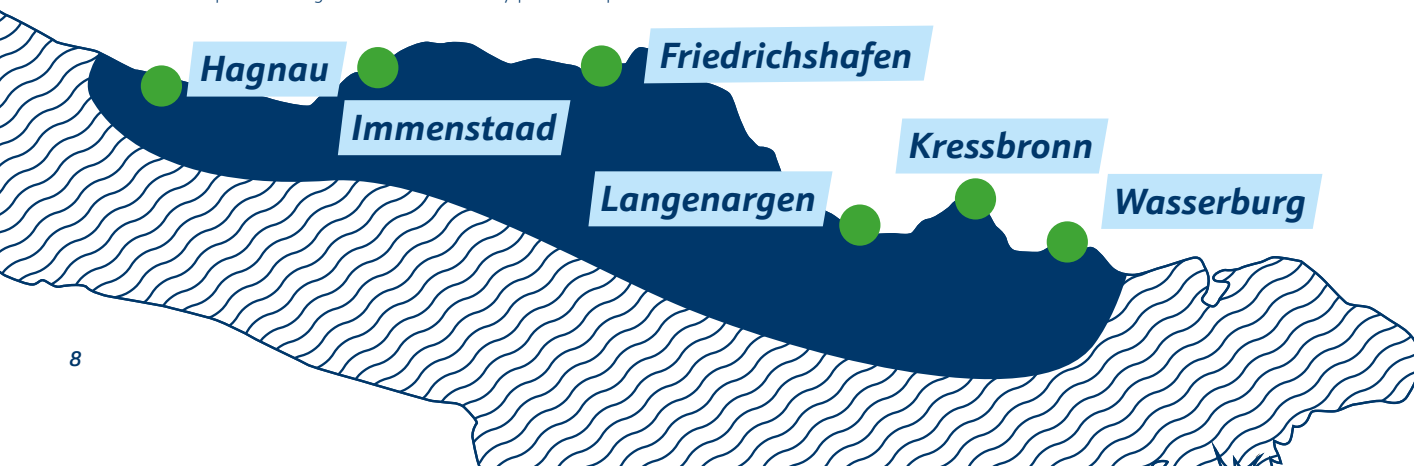 Hagnau
Friedrichshafen
Immenstaad
Kressbronn
Langenargen
Wasserburg
8